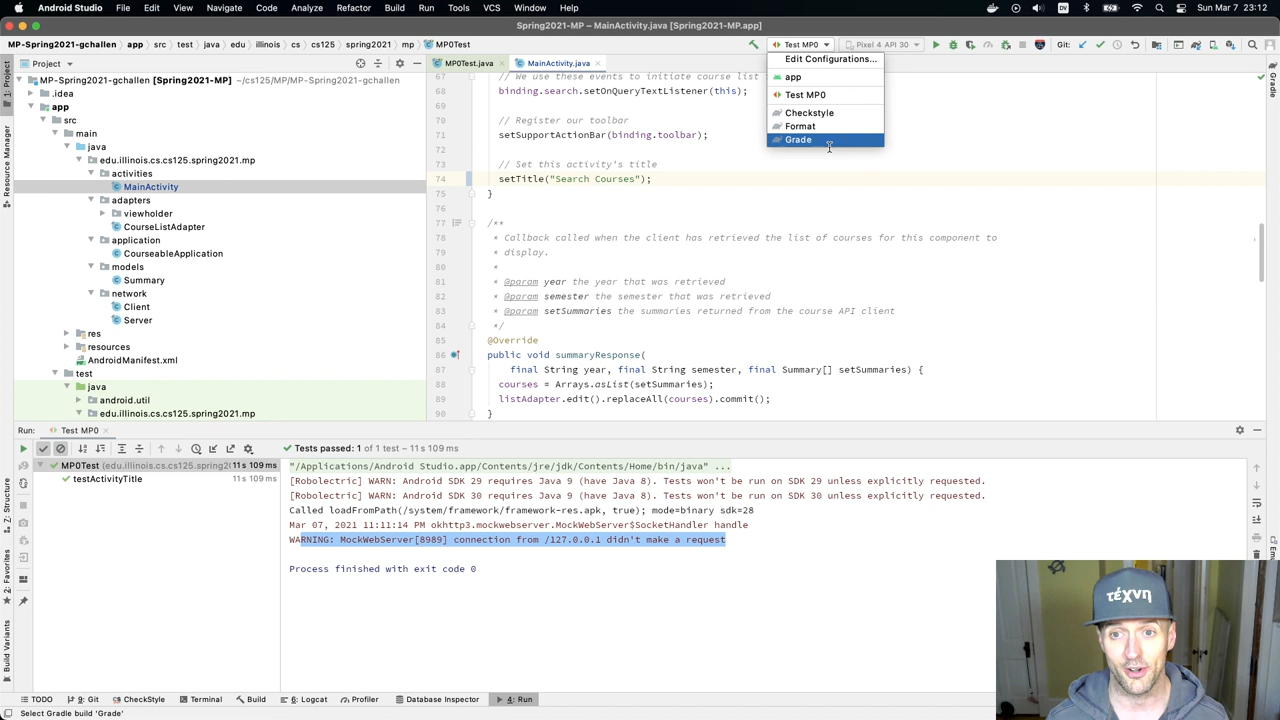 Android Studio File Edit View Navigate Code Analyze Refactor Build Run Tools VCS Window Help
Sun Mar 7 23:12
Spring2021-MP – MainActivity.java [Spring2021-MP.app]
MP-Spring2021-gchallen app src test java edu illinois cs cs125 spring2021 mp MP0Test
Test MP0 Pixel 4 API 30 Git:
Edit Configurations...
app
Test MP0
Checkstyle
Format
Grade
Project
MP0Test.java MainActivity.java
MP-Spring2021-gchallen [Spring2021-MP] ~/cs125/MP/MP-Spring2021-gchallen
.idea
app
src
main
java
edu.illinois.cs.cs125.spring2021.mp
activities
MainActivity
adapters
viewholder
CourseListAdapter
application
CourseableApplication
models
Summary
network
Client
Server
res
resources
AndroidManifest.xml
test
java
android.util
edu.illinois.cs.cs125.spring2021.mp
1: Project
Resource Manager
Z: Structure
2: Favorites
Build Variants
Gradle
67 // We use these events to initiate course list
68 binding.search.setOnQueryTextListener(this);
69
70 // Register our toolbar
71 setSupportActionBar(binding.toolbar);
72
73 // Set this activity's title
74 setTitle("Search Courses");
75 }
76
77 /**
78 * Callback called when the client has retrieved the list of courses for this component to
79 * display.
80 *
81 * @param year the year that was retrieved
82 * @param semester the semester that was retrieved
83 * @param setSummaries the summaries returned from the course API client
84 */
85 @Override
86 public void summaryResponse(
87 final String year, final String semester, final Summary[] setSummaries) {
88 courses = Arrays.asList(setSummaries);
89 listAdapter.edit().replaceAll(courses).commit();
90 }
Run: Test MP0
Tests passed: 1 of 1 test – 11 s 109 ms
MP0Test (edu.illinois.cs.cs125.spring2 11 s 109 ms
testActivityTitle 11 s 109 ms
"/Applications/Android Studio.app/Contents/jre/jdk/Contents/Home/bin/java" ...
[Robolectric] WARN: Android SDK 29 requires Java 9 (have Java 8). Tests won't be run on SDK 29 unless explicitly requested.
[Robolectric] WARN: Android SDK 30 requires Java 9 (have Java 8). Tests won't be run on SDK 30 unless explicitly requested.
Called loadFromPath(/system/framework/framework-res.apk, true); mode=binary sdk=28
Mar 07, 2021 11:11:14 PM okhttp3.mockwebserver.MockWebServer$SocketHandler handle
WARNING: MockWebServer[8989] connection from /127.0.0.1 didn't make a request
Process finished with exit code 0
τέχνη
TODO 9: Git CheckStyle Terminal Build 6: Logcat Profiler Database Inspector 4: Run
Select Gradle build 'Grade'